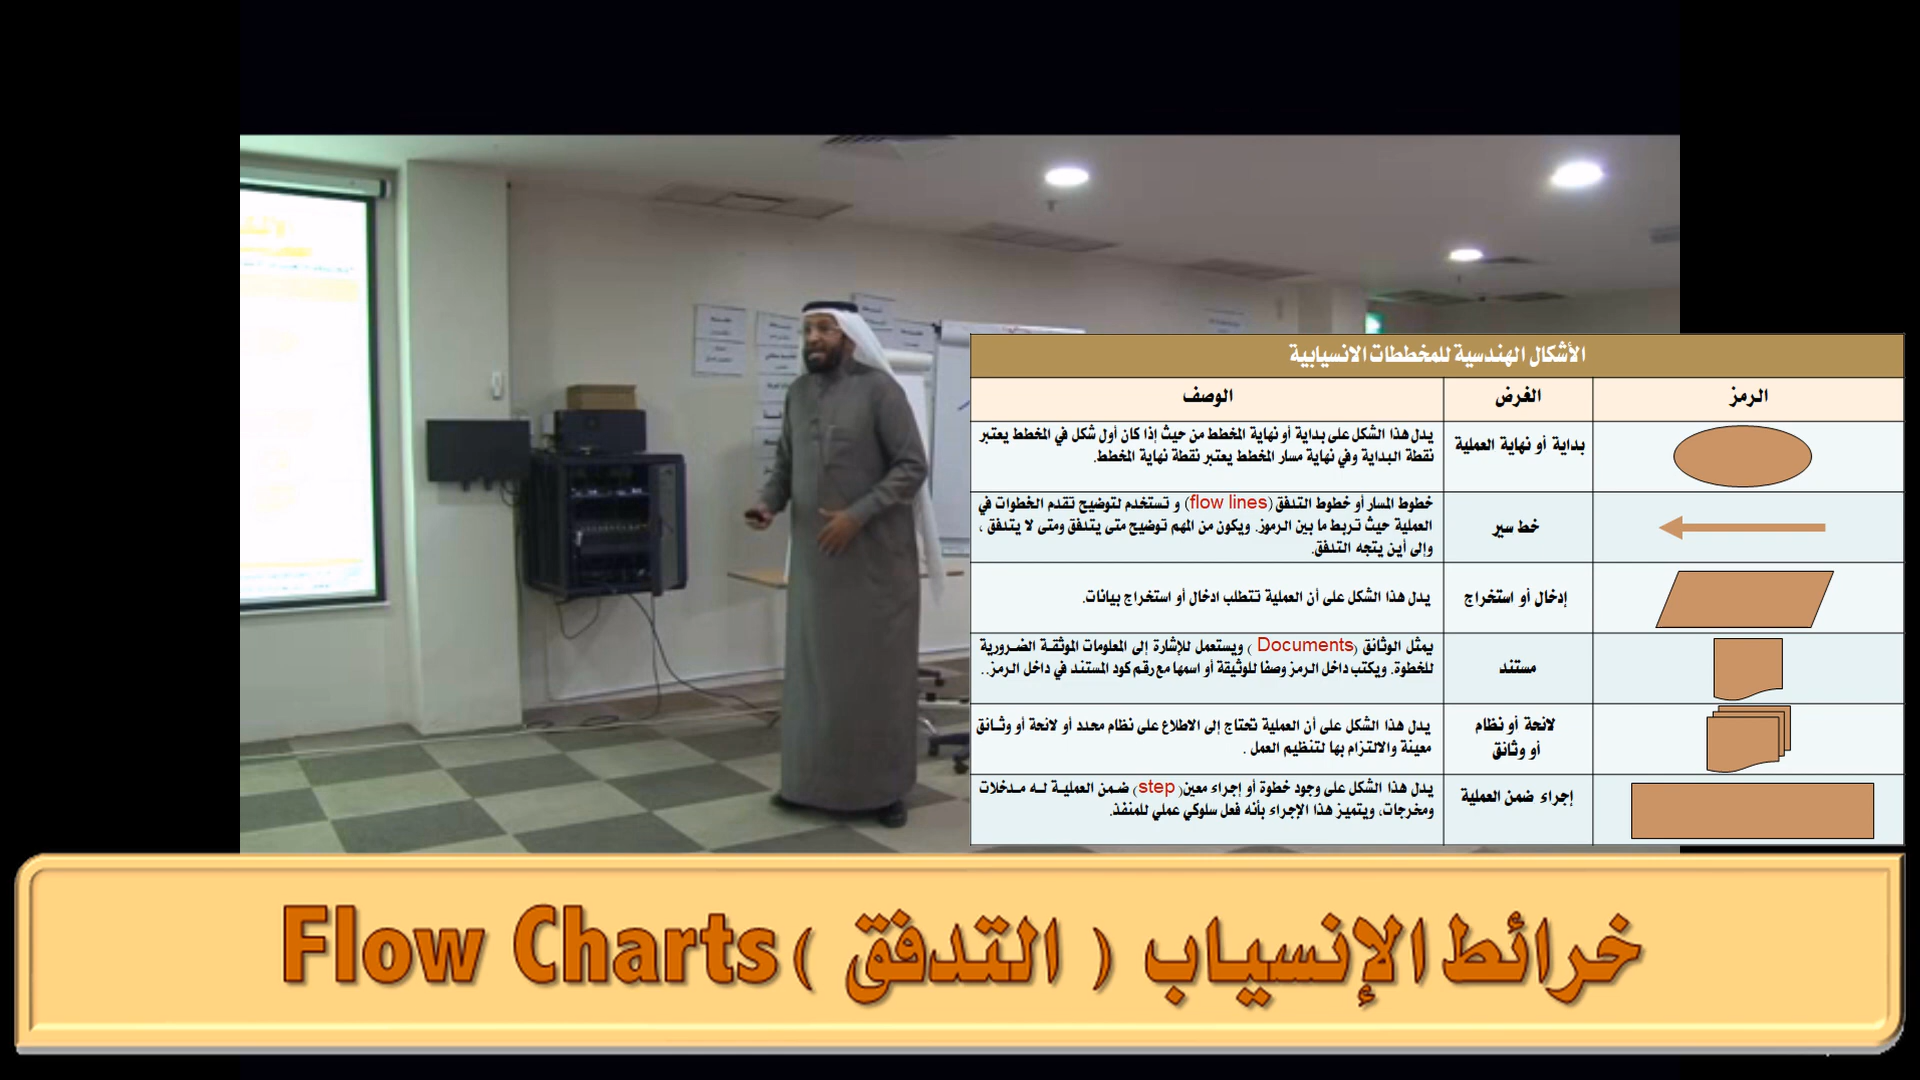 الأشكال الهندسية للمخططات الانسيابية
الرمز الغرض الوصف
بداية أو نهاية العملية
يدل هذا الشكل على بداية أو نهاية المخطط من حيث إذا كان أول شكل في المخطط يعتبر
نقطة البداية وفي نهاية مسار المخطط يعتبر نقطة نهاية المخطط.
خط سير
خطوط المسار أو خطوط التدفق (flow lines) و تستخدم لتوضيح تقدم الخطوات في
العملية حيث تربط ما بين الرموز. ويكون من المهم توضيح متى يتدفق ومتى لا يتدفق ،
وإلى أين يتجه التدفق.
إدخال أو استخراج
يدل هذا الشكل على أن العملية تتطلب ادخال أو استخراج بيانات.
مستند
يمثل الوثائق (Documents ) ويستعمل للإشارة إلى المعلومات الموثقة الضرورية
للخطوة. ويكتب داخل الرمز وصفا للوثيقة أو اسمها مع رقم كود المستند في داخل الرمز..
لائحة أو نظام
أو وثائق
يدل هذا الشكل على أن العملية تحتاج إلى الاطلاع على نظام محدد أو لائحة أو وثائق
معينة والالتزام بها لتنظيم العمل .
إجراء ضمن العملية
يدل هذا الشكل على وجود خطوة أو إجراء معين( step) ضمن العملية له مدخلات
ومخرجات، ويتميز هذا الإجراء بأنه فعل سلوكي عملي للمنفذ.
خرائط الإنسياب ( التدفق ) Flow Charts